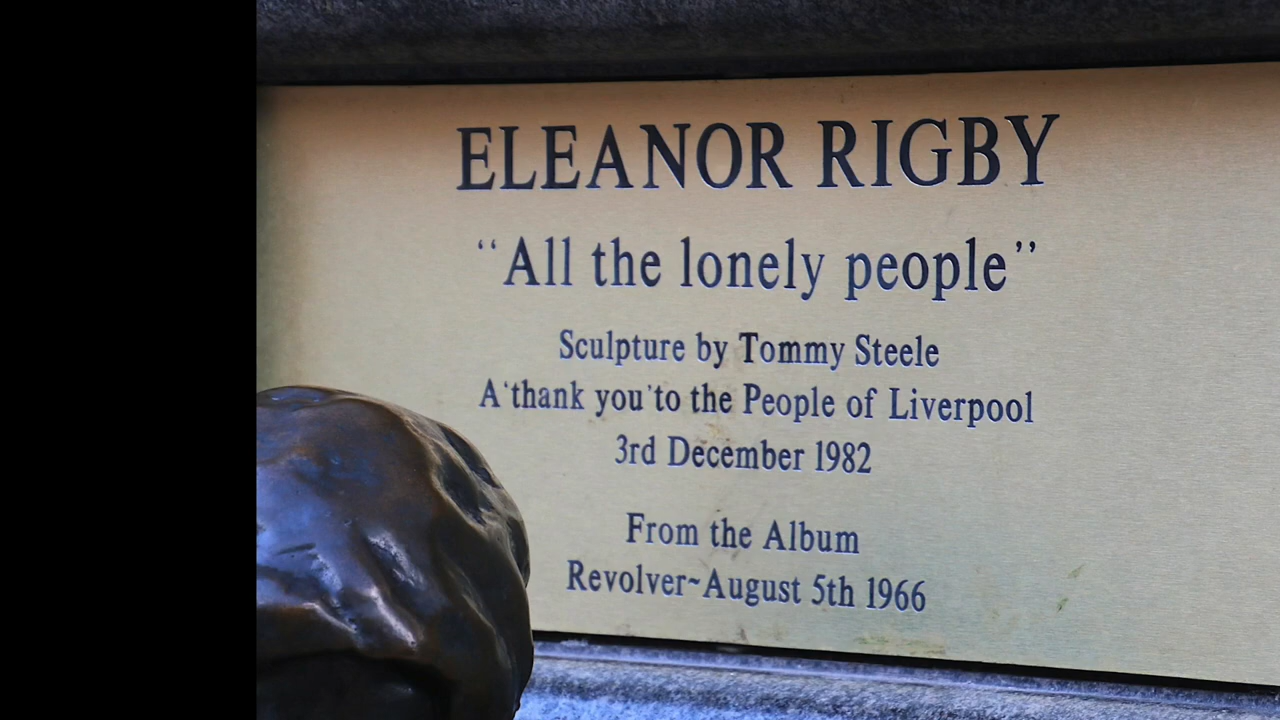 ELEANOR RIGBY
“All the lonely people”
Sculpture by Tommy Steele
A ‘thank you’ to the People of Liverpool
3rd December 1982
From the Album
Revolver~August 5th 1966